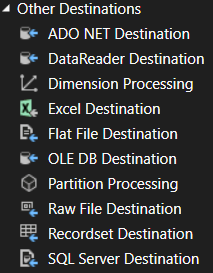 Other Destinations
ADO NET Destination
DataReader Destination
Dimension Processing
Excel Destination
Flat File Destination
OLE DB Destination
Partition Processing
Raw File Destination
Recordset Destination
SQL Server Destination